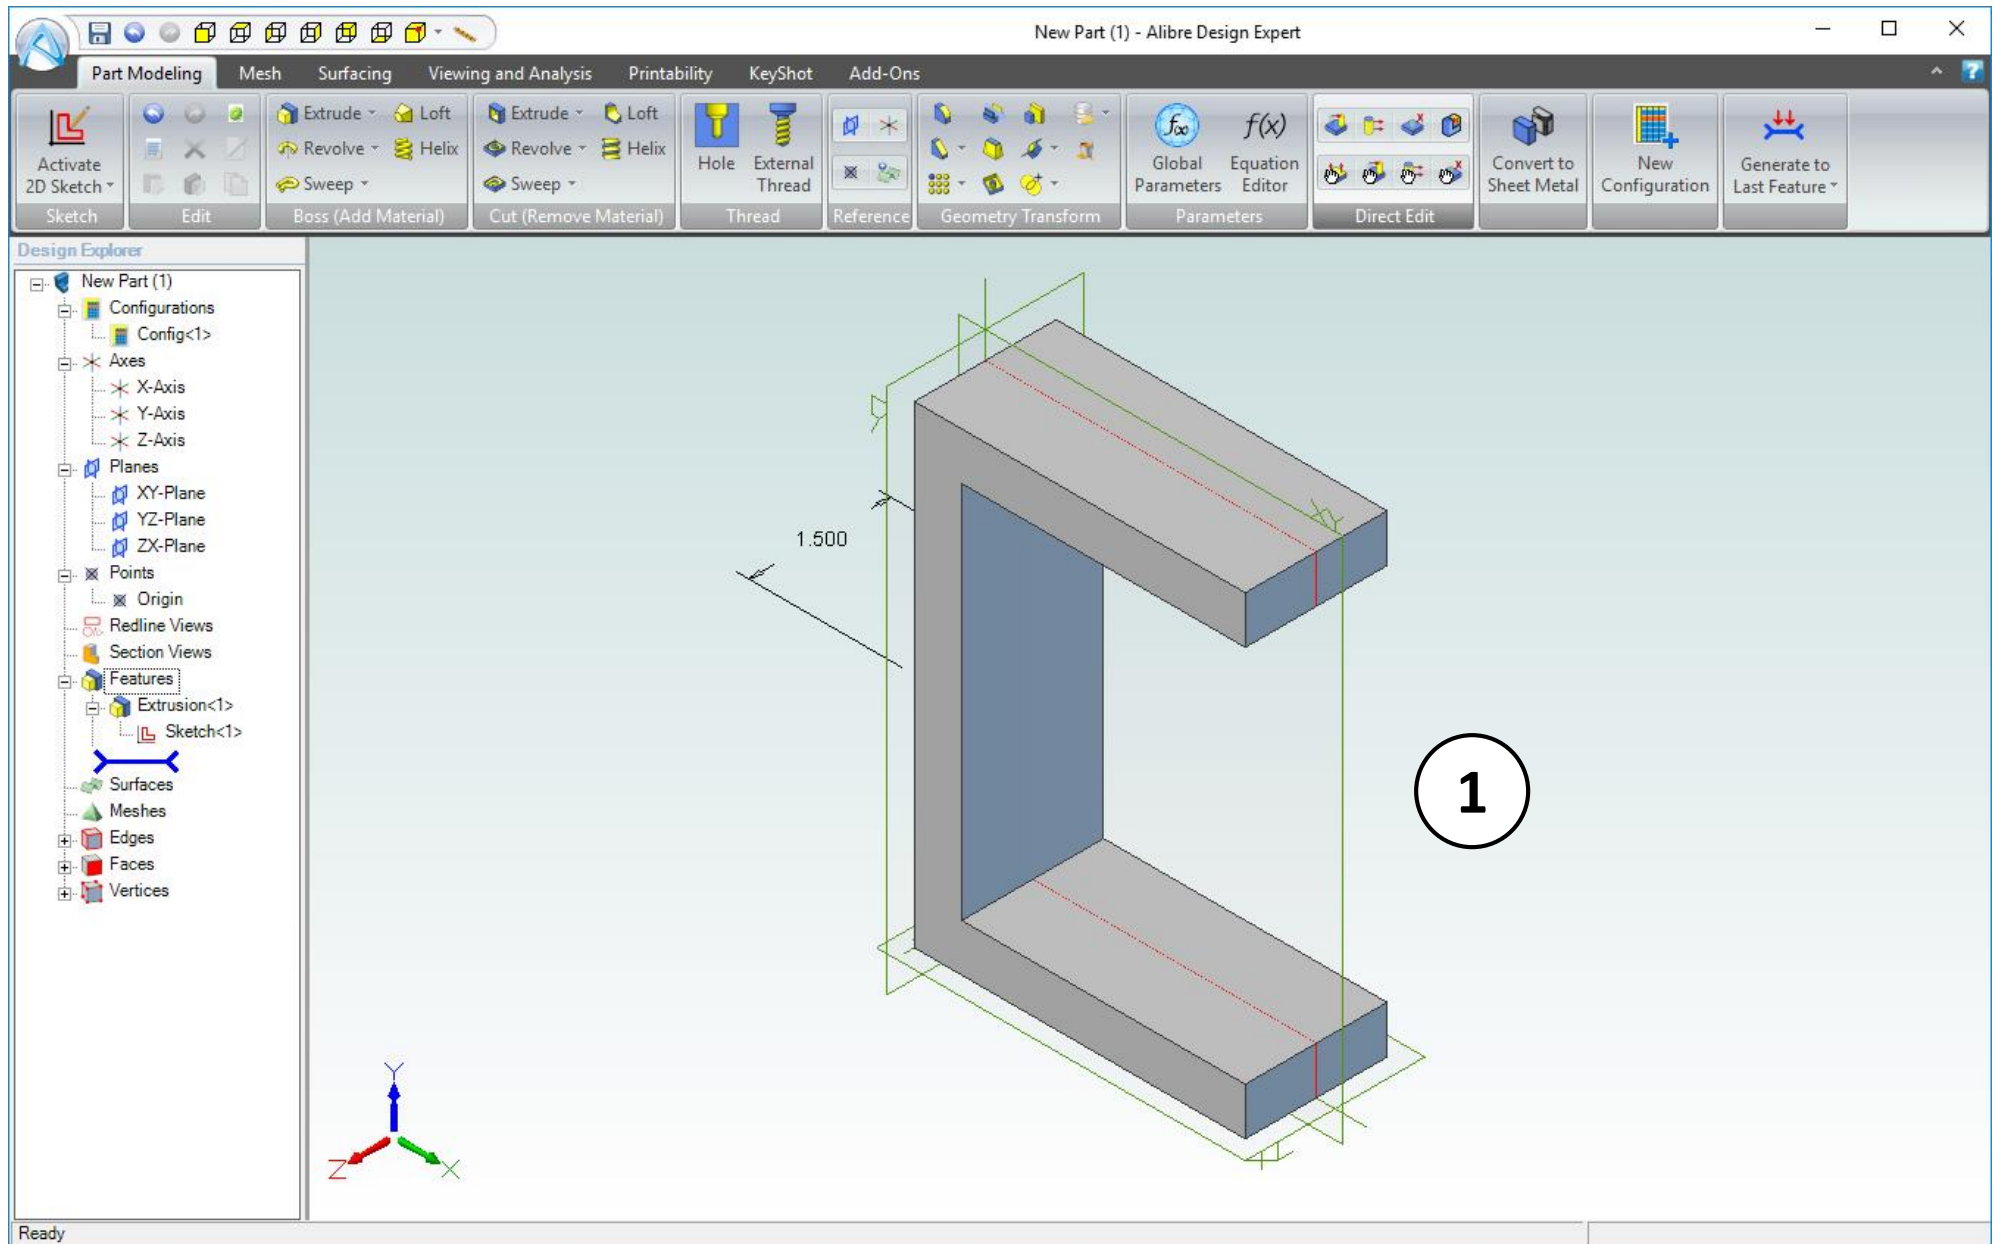 New Part (1) - Alibre Design Expert
Part Modeling Mesh Surfacing Viewing and Analysis Printability KeyShot Add-Ons
Activate
2D Sketch
Sketch
Edit
Extrude Loft
Revolve Helix
Sweep
Boss (Add Material)
Extrude Loft
Revolve Helix
Sweep
Cut (Remove Material)
Hole
External
Thread
Thread
Reference
Geometry Transform
Global
Parameters
f(x)
Equation
Editor
Parameters
Direct Edit
Convert to
Sheet Metal
New
Configuration
Generate to
Last Feature
Design Explorer
New Part (1)
Configurations
Config<1>
Axes
X-Axis
Y-Axis
Z-Axis
Planes
XY-Plane
YZ-Plane
ZX-Plane
Points
Origin
Redline Views
Section Views
Features
Extrusion<1>
Sketch<1>
Surfaces
Meshes
Edges
Faces
Vertices
1.500
XY
1
Y
Z
X
Ready